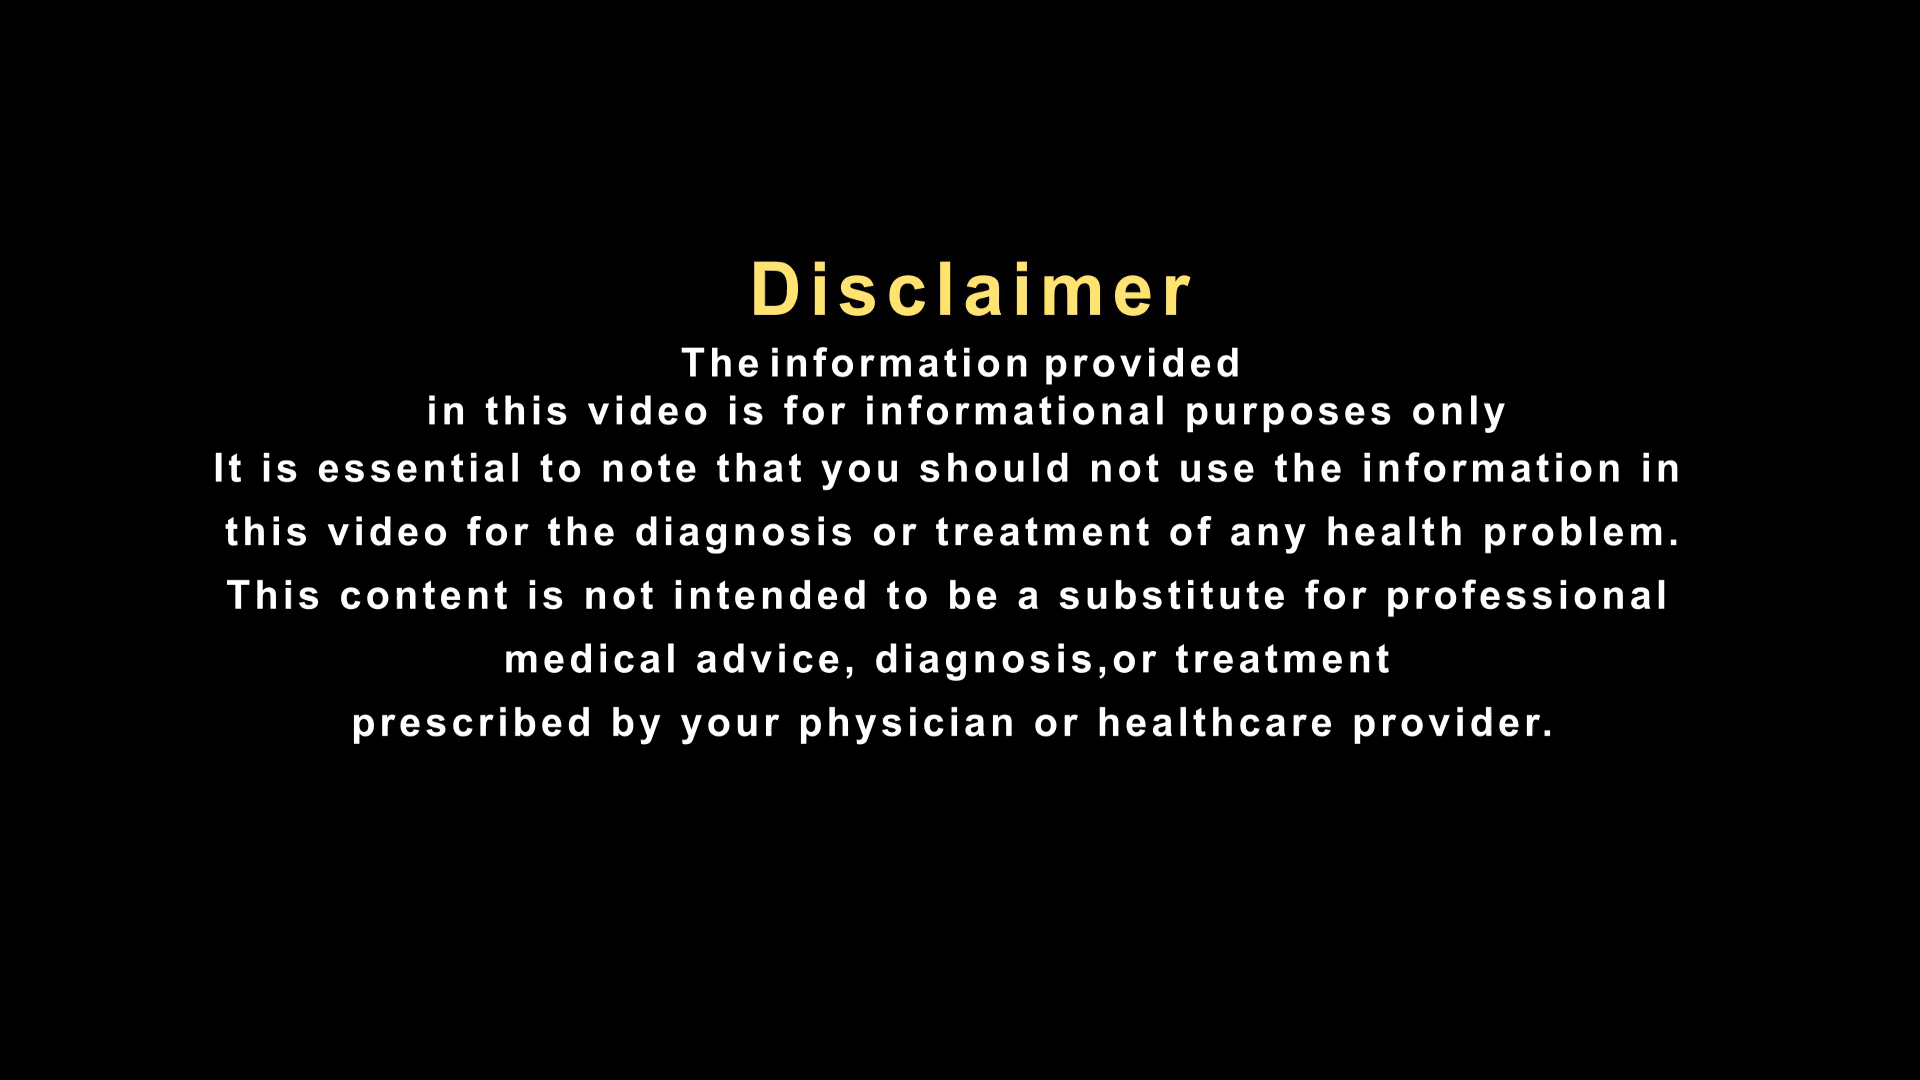 Disclaimer
The information provided
in this video is for informational purposes only
It is essential to note that you should not use the information in
this video for the diagnosis or treatment of any health problem.
This content is not intended to be a substitute for professional
medical advice, diagnosis,or treatment
prescribed by your physician or healthcare provider.